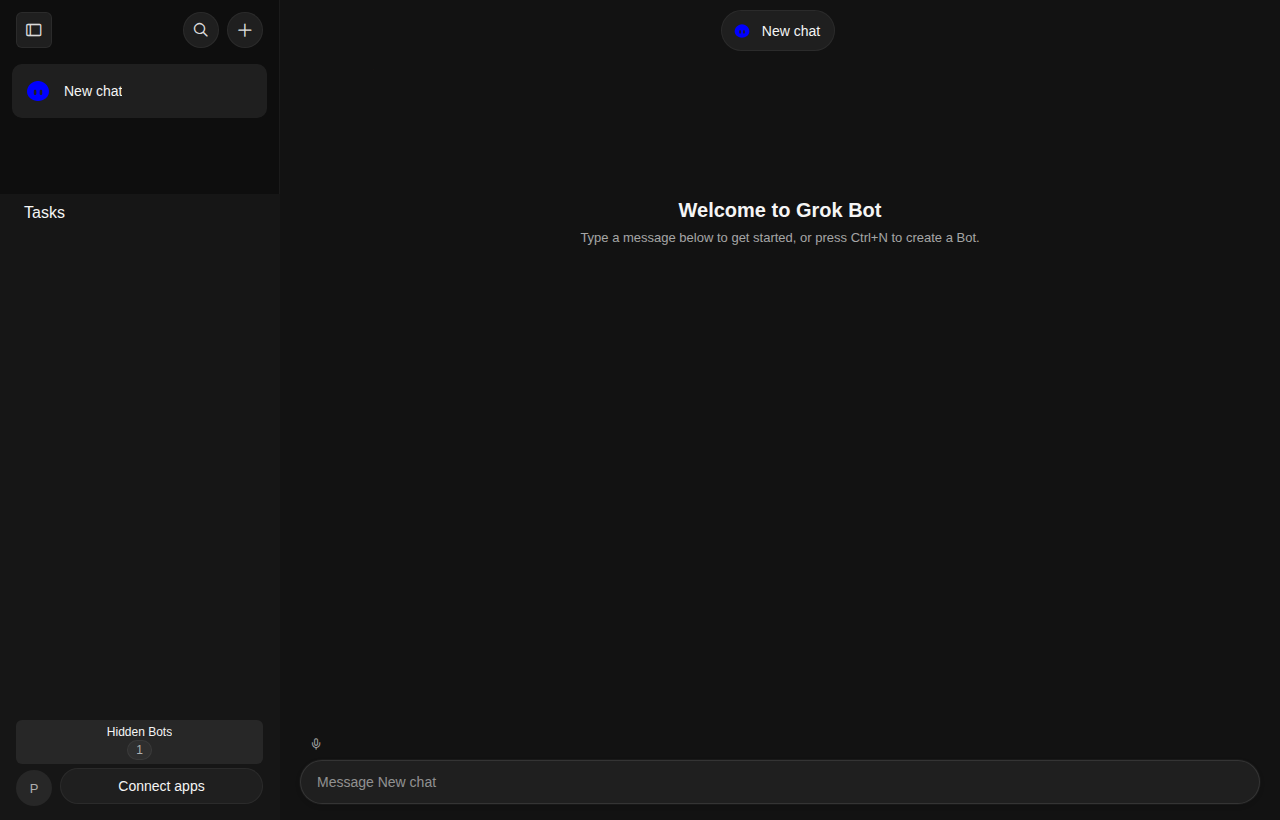 New chat
New chat
Tasks
Welcome to Grok Bot
Type a message below to get started, or press Ctrl+N to create a Bot.
Hidden Bots
1
P
Connect apps
Message New chat